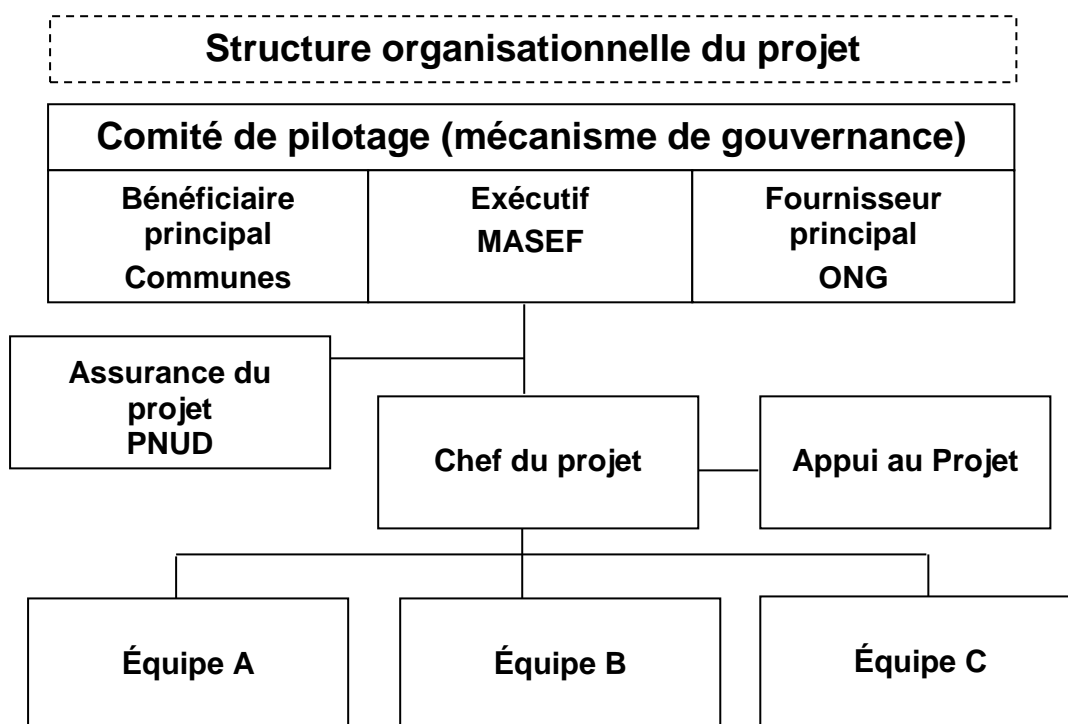 Structure organisationnelle du projet
Comité de pilotage (mécanisme de gouvernance)
Bénéficiaire
principal
Communes
Exécutif
MASEF
Fournisseur
principal
ONG
Assurance du
projet
PNUD
Chef du projet
Appui au Projet
Équipe A
Équipe B
Équipe C